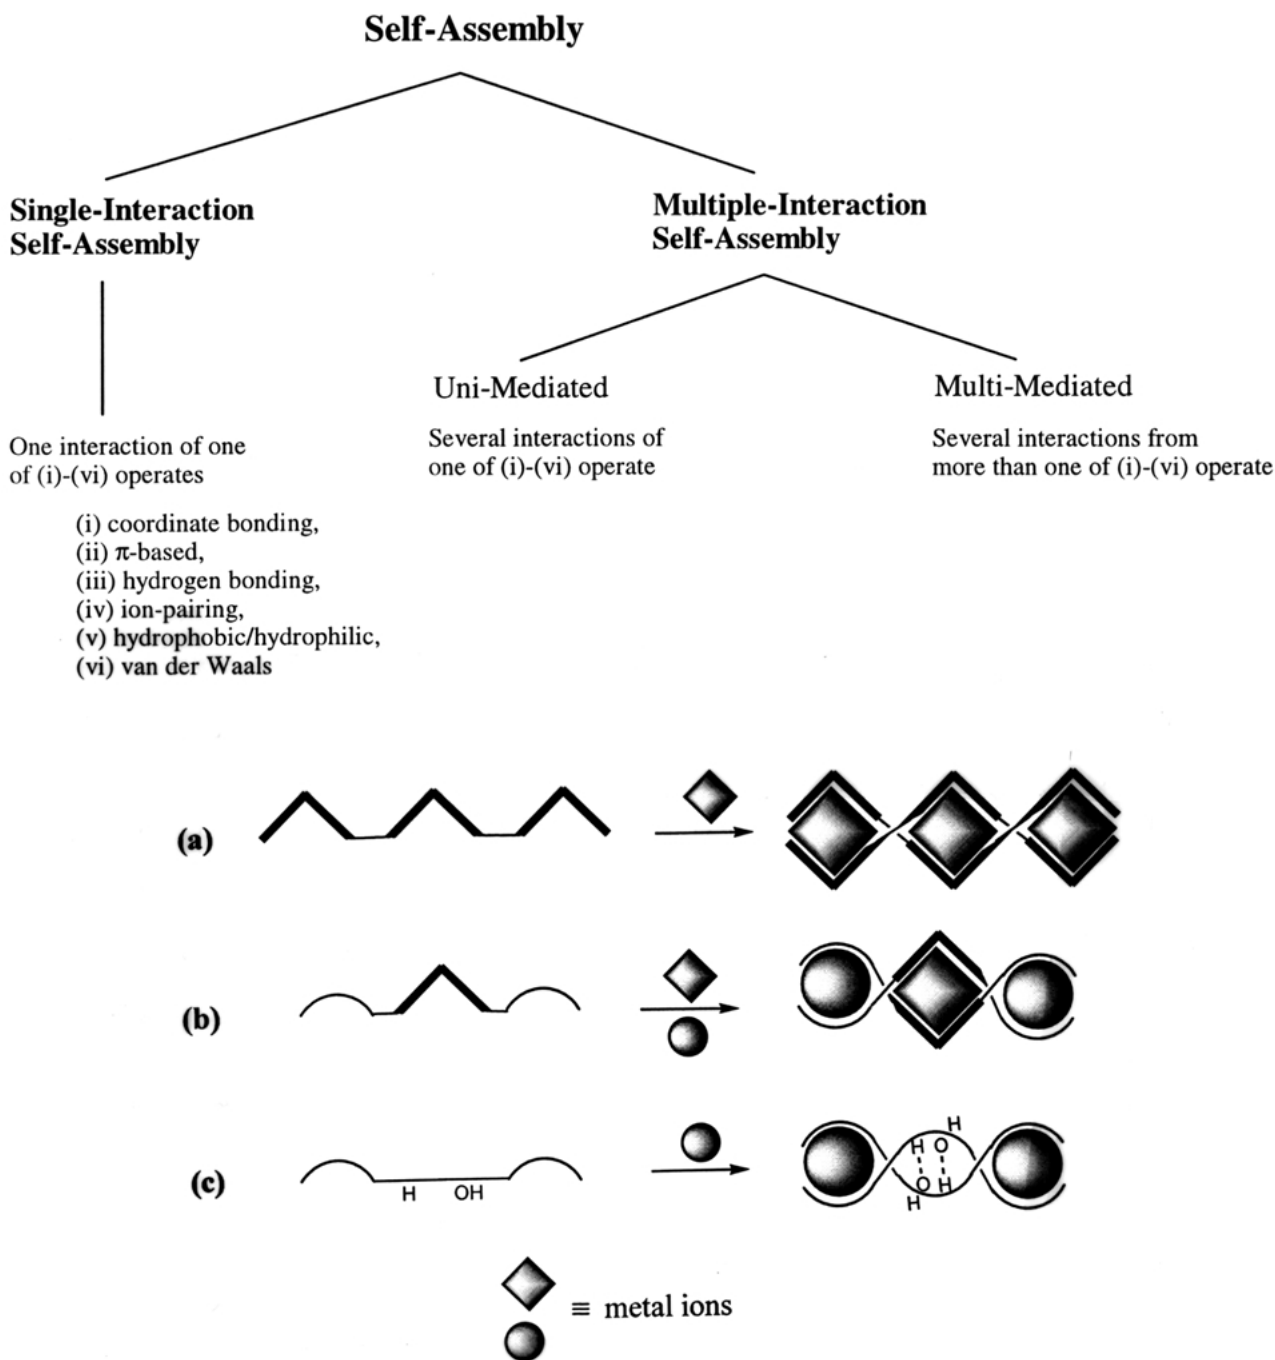 Self-Assembly
Single-Interaction
Self-Assembly
Multiple-Interaction
Self-Assembly
Uni-Mediated
Multi-Mediated
One interaction of one
of (i)-(vi) operates
Several interactions of
one of (i)-(vi) operate
Several interactions from
more than one of (i)-(vi) operate
(i) coordinate bonding,
(ii) π-based,
(iii) hydrogen bonding,
(iv) ion-pairing,
(v) hydrophobic/hydrophilic,
(vi) van der Waals
(a)
(b)
(c)
H OH
H
H O
O H
H
≡ metal ions